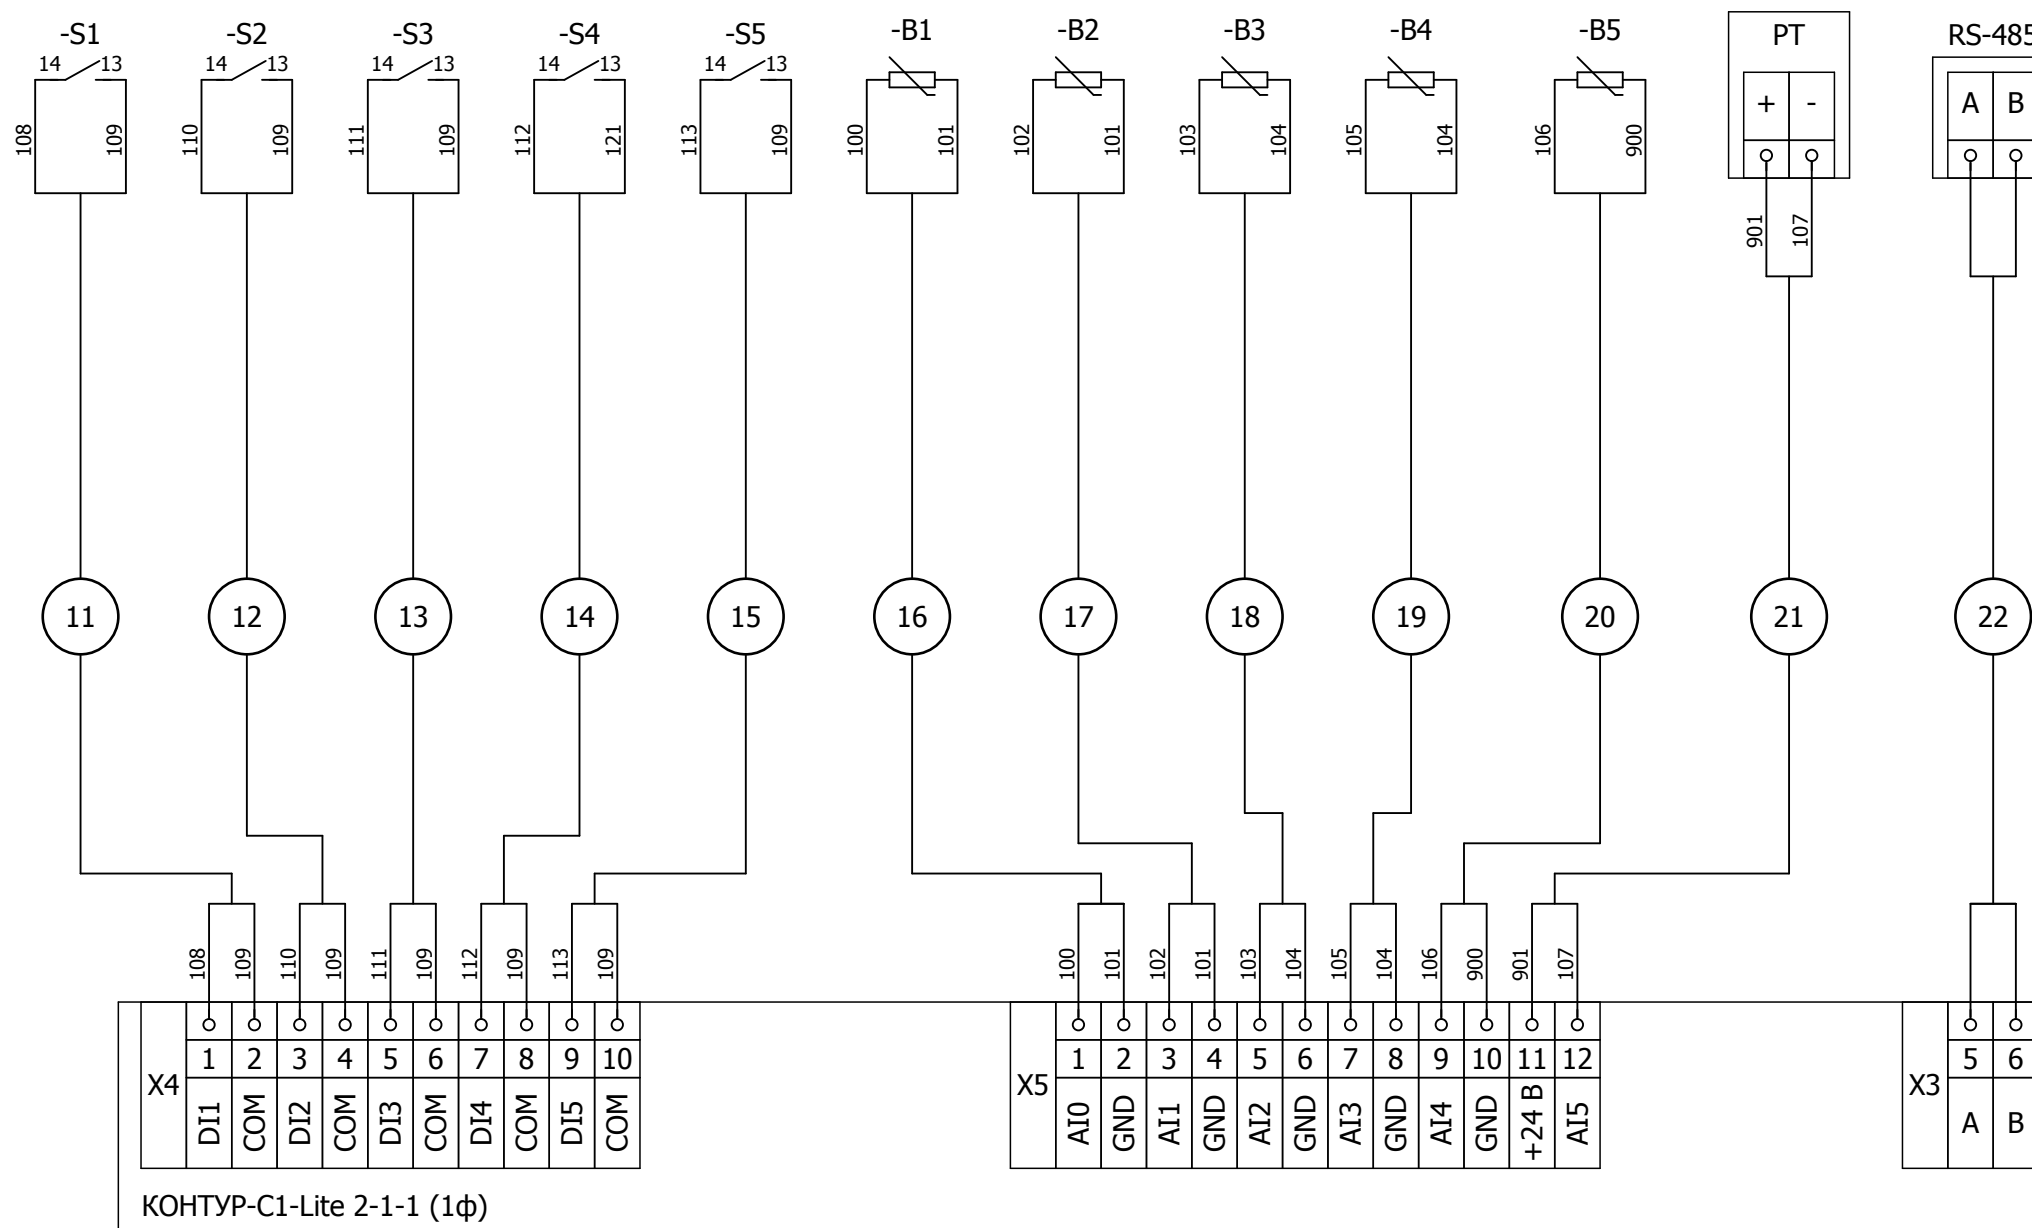 -S1 -S2 -S3 -S4 -S5 -B1 -B2 -B3 -B4 -B5 PT RS-485
14 13 14 13 14 13 14 13 14 13
+ - A B
108 109 110 109 111 109 112 121 113 109 100 101 102 101 103 104 105 104 106 900
901 107
11 12 13 14 15 16 17 18 19 20 21 22
108 109 110 109 111 109 112 109 113 109 100 101 102 101 103 104 105 104 106 900 901 107
X4 1 2 3 4 5 6 7 8 9 10 X5 1 2 3 4 5 6 7 8 9 10 11 12 X3 5 6
DI1 COM DI2 COM DI3 COM DI4 COM DI5 COM AI0 GND AI1 GND AI2 GND AI3 GND AI4 GND +24 В AI5 A B
КОНТУР-С1-Lite 2-1-1 (1ф)